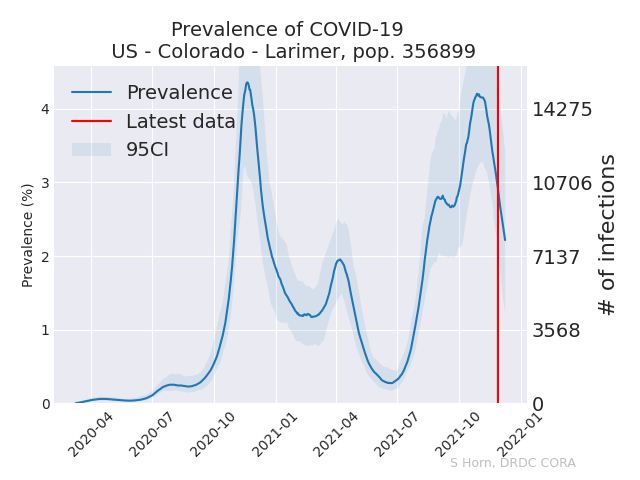 Prevalence of COVID-19
US - Colorado - Larimer, pop. 356899
Prevalence
Latest data
95CI
Prevalence (%)
4
3
2
1
0
14275
10706
7137
3568
0
# of infections
2020-04
2020-07
2020-10
2021-01
2021-04
2021-07
2021-10
2022-01
S Horn, DRDC CORA